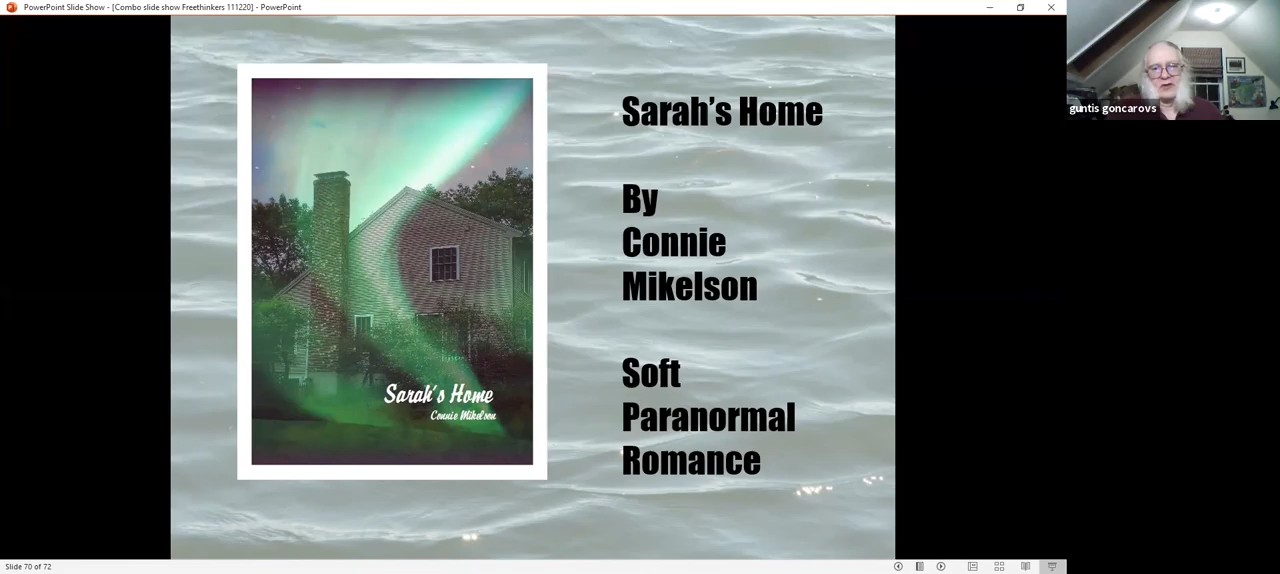 PowerPoint Slide Show - [Combo slide show Freethinkers 111220] - PowerPoint
guntis goncarovs
Sarah's Home
By
Connie
Mikelson
Soft
Paranormal
Romance
Sarah's Home
Connie Mikelson
Slide 70 of 72